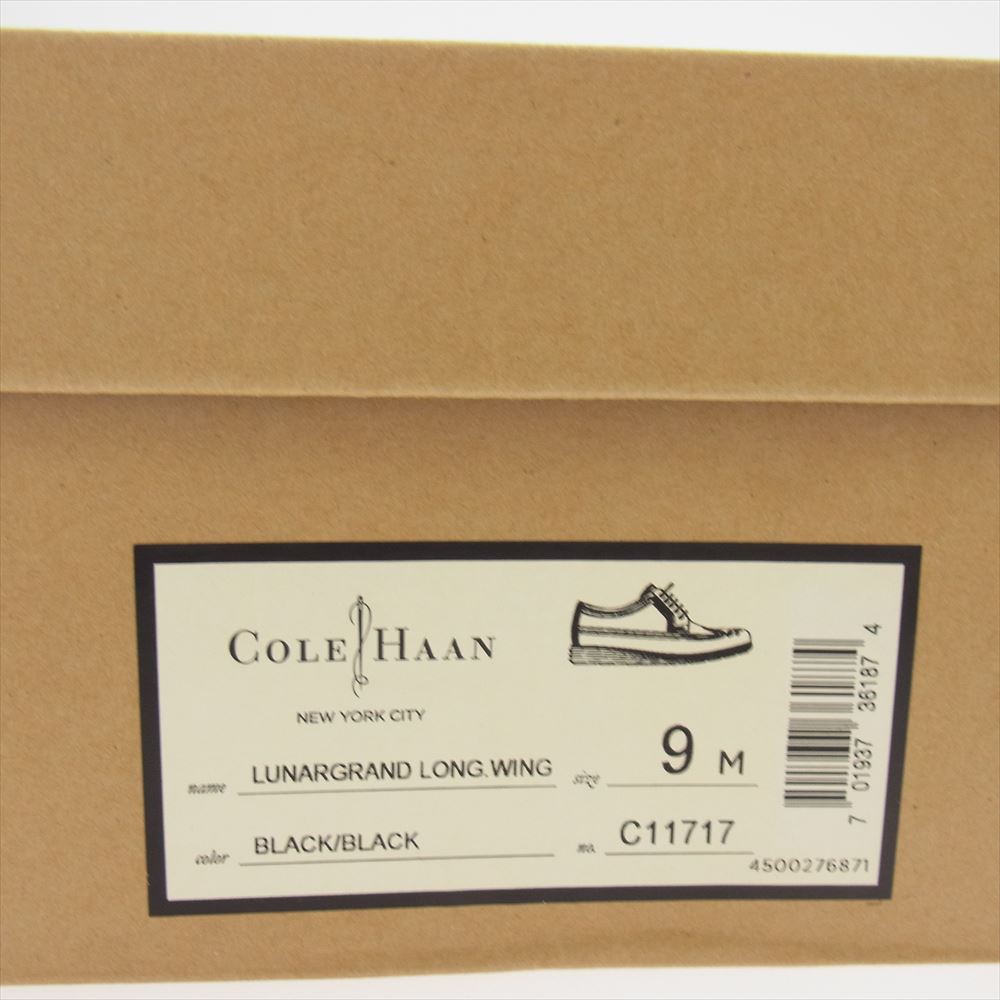 COLE HAAN
NEW YORK CITY
name LUNARGRAND LONG.WING size 9 M
color BLACK/BLACK no. C11717
4500276871
7 01937 36187 4